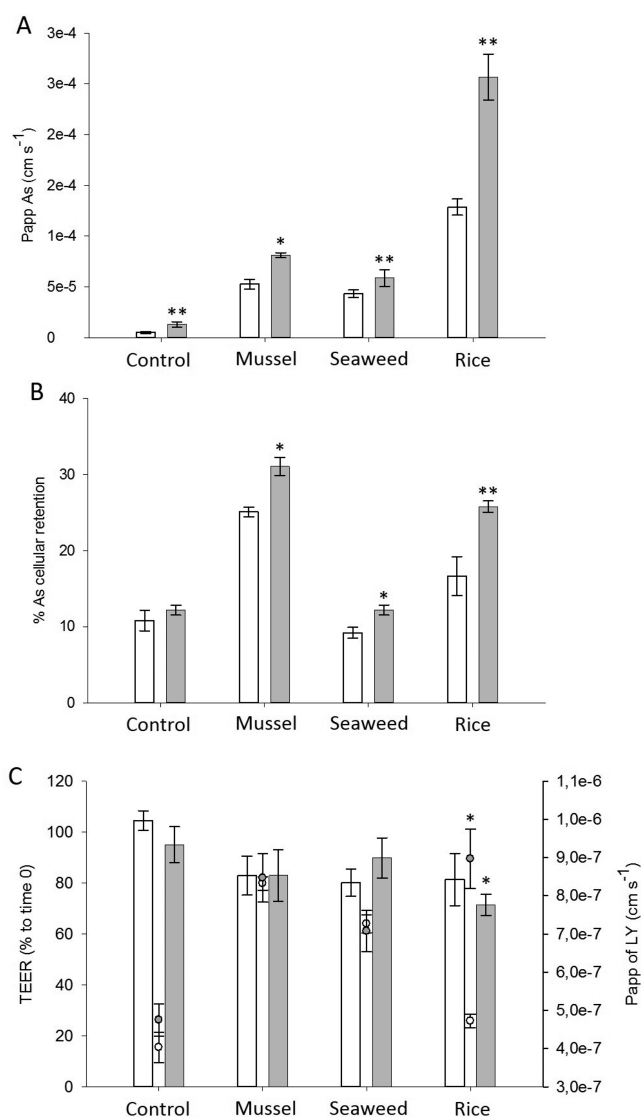 A
3e-4
3e-4
2e-4
2e-4
1e-4
5e-5
0
Papp As (cm s-1)
**
*
**
**
Control Mussel Seaweed Rice
B
40
30
20
10
0
% As cellular retention
*
*
**
Control Mussel Seaweed Rice
C
120
100
80
60
40
20
0
TEER (% to time 0)
*
*
1,1e-6
1,0e-6
9,0e-7
8,0e-7
7,0e-7
6,0e-7
5,0e-7
4,0e-7
3,0e-7
Papp of LY (cm s-1)
Control Mussel Seaweed Rice